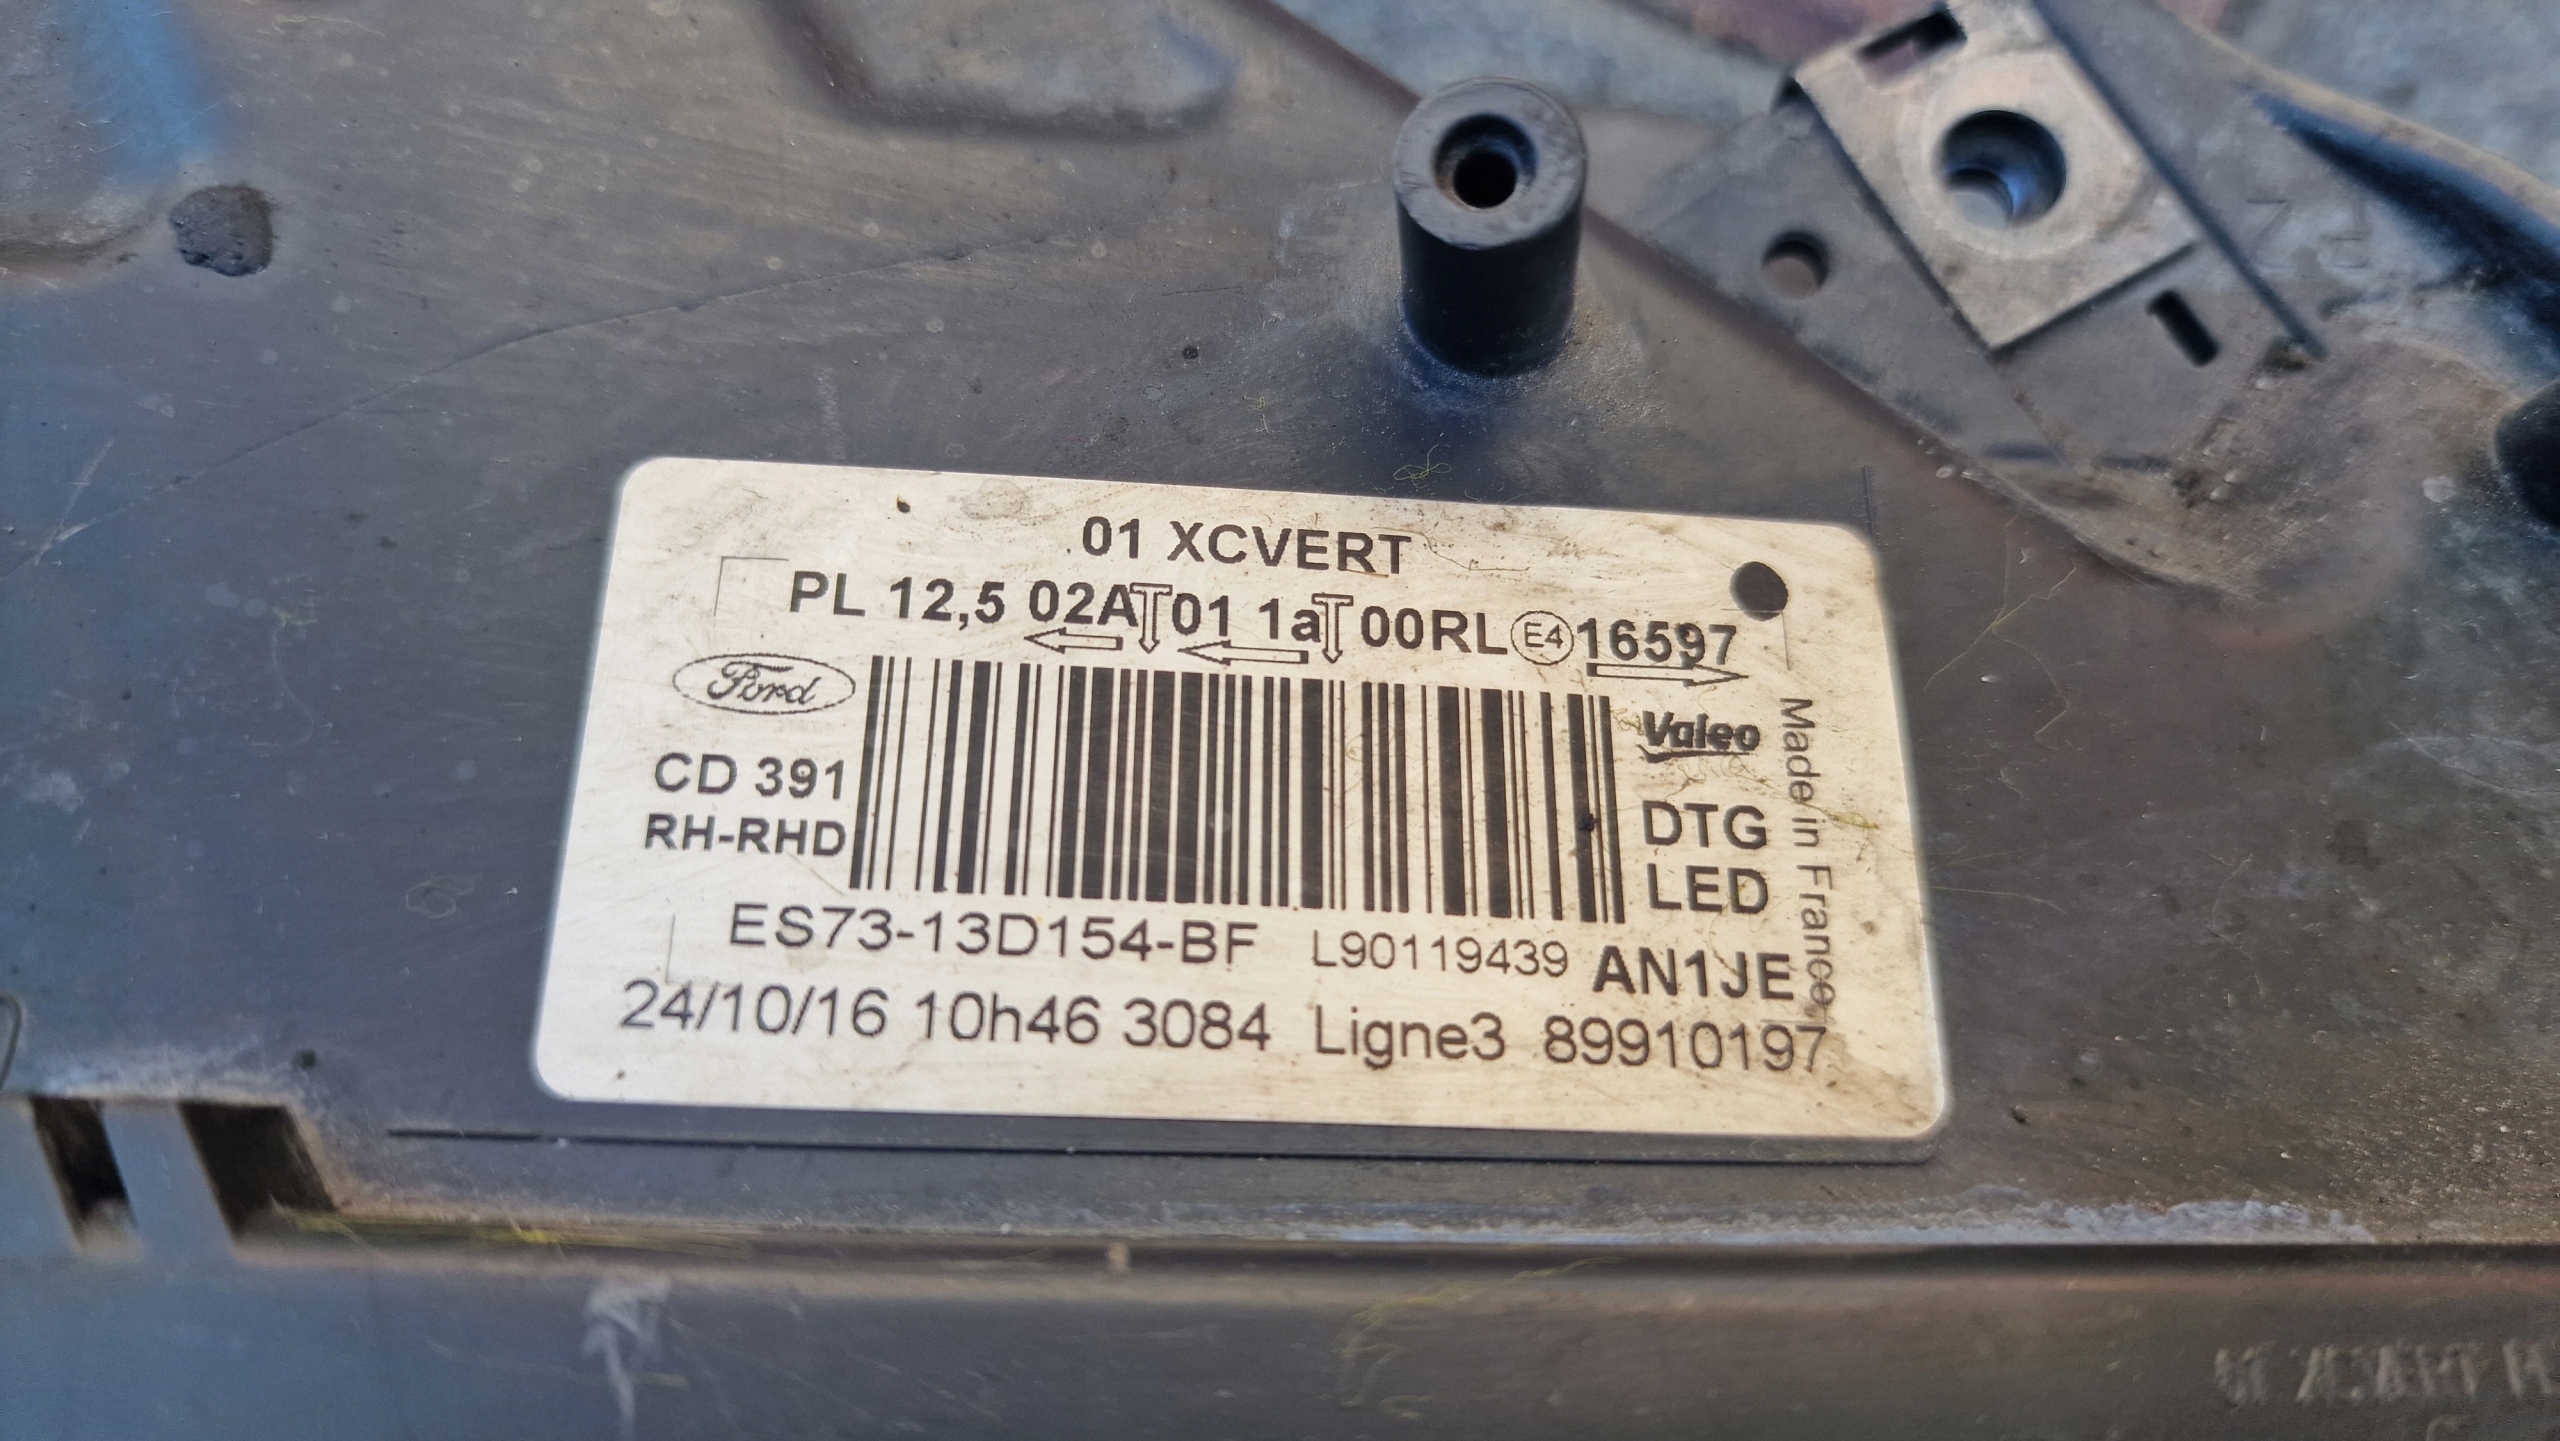 01 XCVERT
PL 12,5 02A 01 1a 00RL E4 16597
Ford
Valeo
CD 391
RH-RHD
DTG
LED
Made in France
ES73-13D154-BF L90119439 AN1JE
24/10/16 10h46 3084 Ligne3 89910197